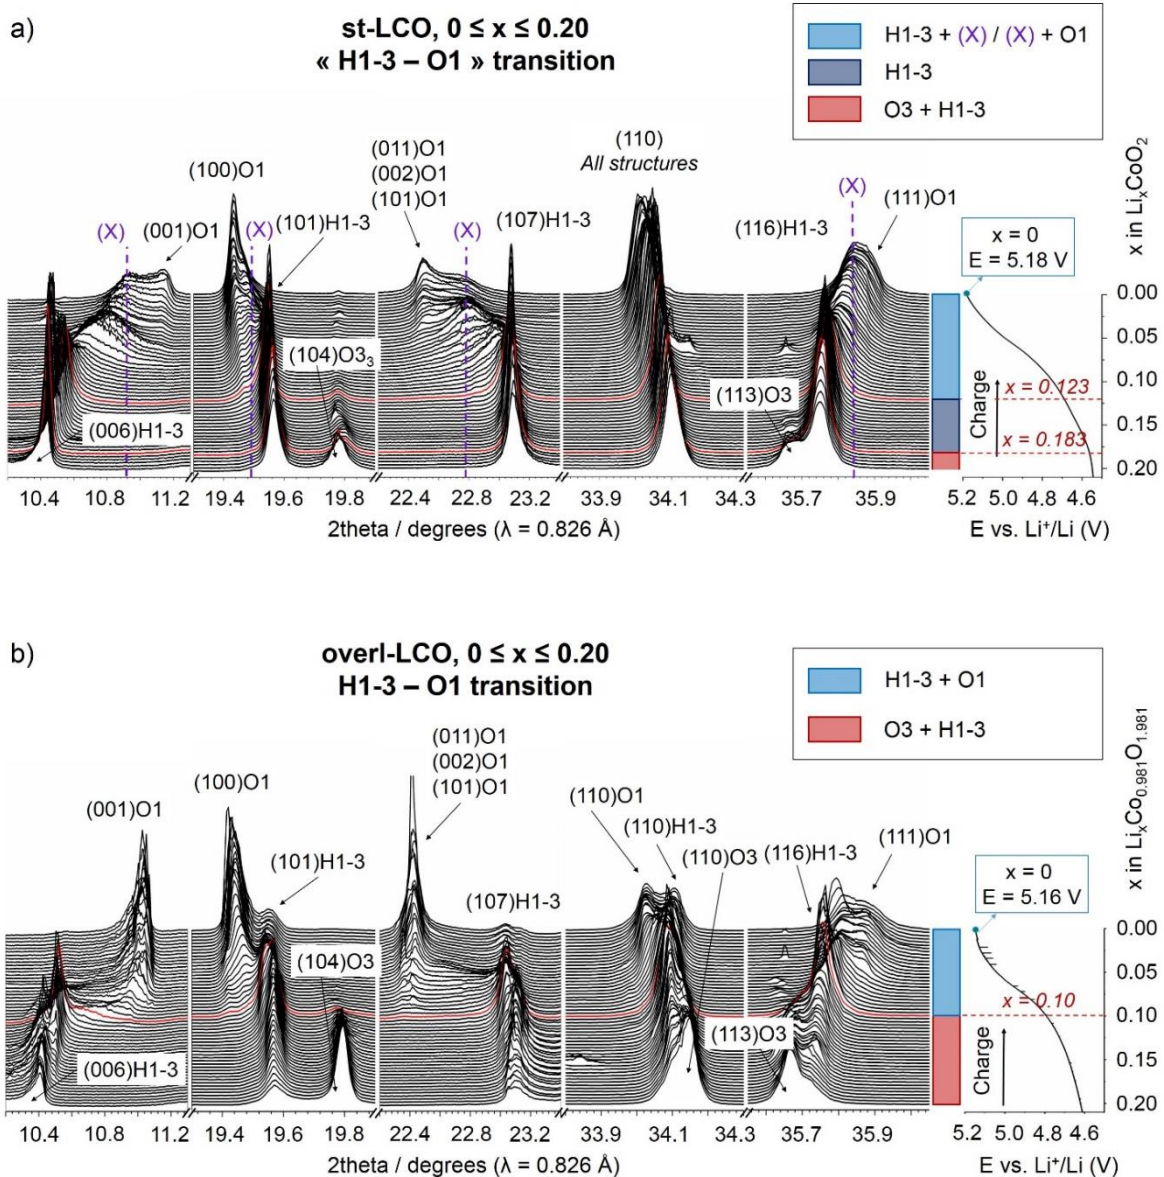 a)
st-LCO, 0 ≤ x ≤ 0.20
« H1-3 – O1 » transition
H1-3 + (X) / (X) + O1
H1-3
O3 + H1-3
(X)
(001)O1
(100)O1
(X)
(101)H1-3
(011)O1
(002)O1
(101)O1
(X)
(107)H1-3
(110)
All structures
(116)H1-3
(X)
(111)O1
(006)H1-3
(104)O3₃
(113)O3
x = 0
E = 5.18 V
x in LiₓCoO₂
0.00
0.05
0.10
0.15
0.20
x = 0.123
x = 0.183
Charge
10.4 10.8 11.2 19.4 19.6 19.8 22.4 22.8 23.2 33.9 34.1 34.3 35.7 35.9 5.2 5.0 4.8 4.6
2theta / degrees (λ = 0.826 Å)
E vs. Li⁺/Li (V)
b)
overl-LCO, 0 ≤ x ≤ 0.20
H1-3 – O1 transition
H1-3 + O1
O3 + H1-3
(001)O1
(100)O1
(101)H1-3
(011)O1
(002)O1
(101)O1
(107)H1-3
(110)O1
(110)H1-3
(110)O3
(116)H1-3
(111)O1
(006)H1-3
(104)O3
(113)O3
x = 0
E = 5.16 V
x in LiₓCo₀.₉₈₁O₁.₉₈₁
0.00
0.05
0.10
0.15
0.20
x = 0.10
Charge
10.4 10.8 11.2 19.4 19.6 19.8 22.4 22.8 23.2 33.9 34.1 34.3 35.7 35.9 5.2 5.0 4.8 4.6
2theta / degrees (λ = 0.826 Å)
E vs. Li⁺/Li (V)